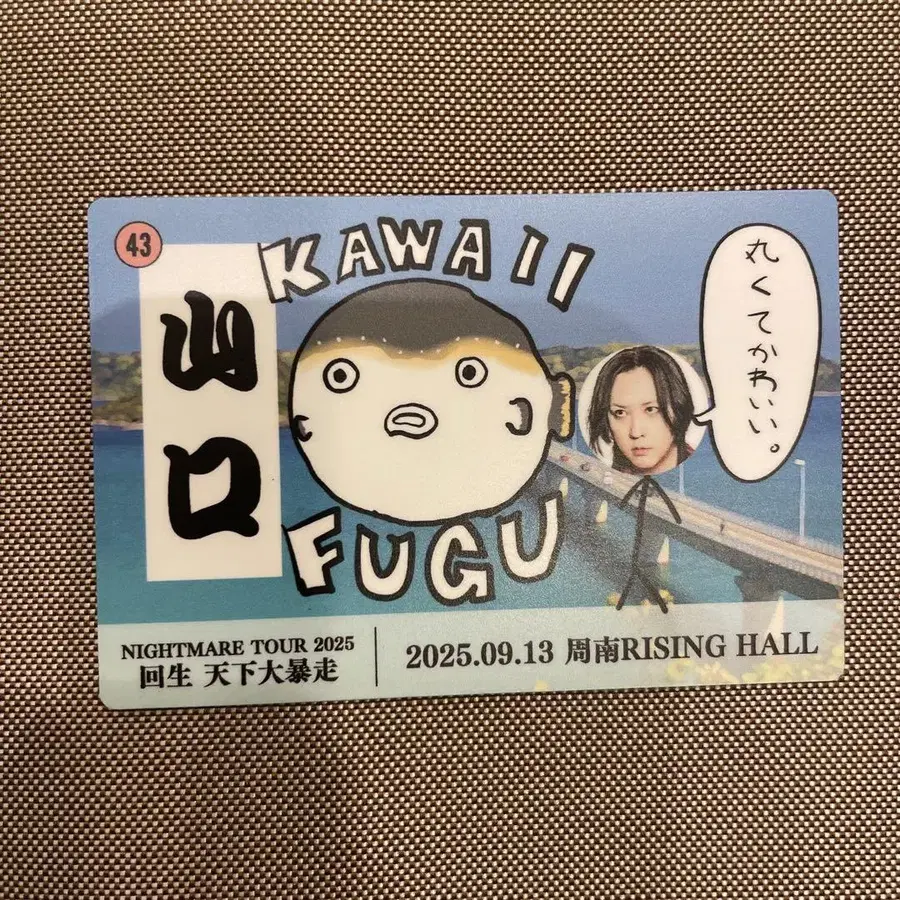 43
山口
KAWAII
FUGU
丸くてかわいい。
NIGHTMARE TOUR 2025
回生 天下大暴走
2025.09.13 周南RISING HALL